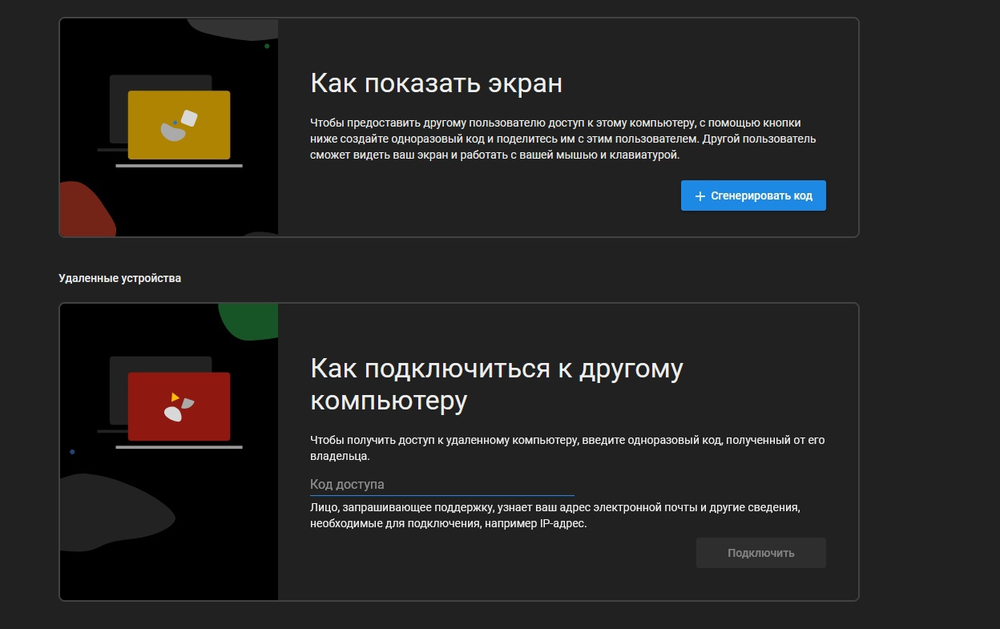 Как показать экран
Чтобы предоставить другому пользователю доступ к этому компьютеру, с помощью кнопки
ниже создайте одноразовый код и поделитесь им с этим пользователем. Другой пользователь
сможет видеть ваш экран и работать с вашей мышью и клавиатурой.
Сгенерировать код
Удаленные устройства
Как подключиться к другому
компьютеру
Чтобы получить доступ к удаленному компьютеру, введите одноразовый код, полученный от его
владельца.
Код доступа
Лицо, запрашивающее поддержку, узнает ваш адрес электронной почты и другие сведения,
необходимые для подключения, например IP-адрес.
Подключить